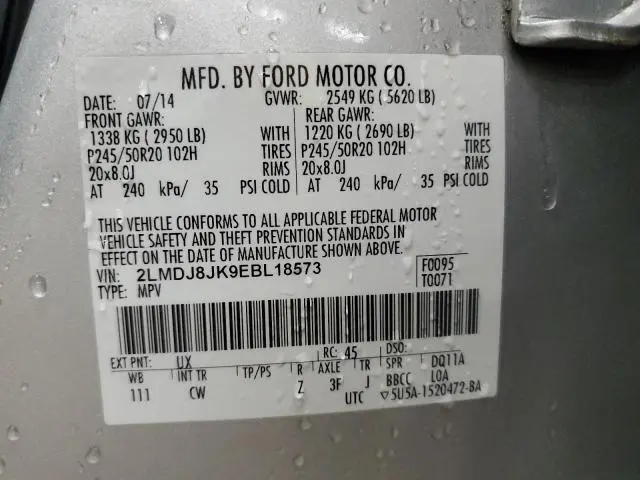 MFD. BY FORD MOTOR CO.
DATE: 07/14 GVWR: 2549 KG ( 5620 LB)
FRONT GAWR: REAR GAWR:
1338 KG ( 2950 LB) WITH 1220 KG ( 2690 LB) WITH
P245/50R20 102H TIRES P245/50R20 102H TIRES
20x8.0J RIMS 20x8.0J RIMS
AT 240 kPa/ 35 PSI COLD AT 240 kPa/ 35 PSI COLD
THIS VEHICLE CONFORMS TO ALL APPLICABLE FEDERAL MOTOR
VEHICLE SAFETY AND THEFT PREVENTION STANDARDS IN
EFFECT ON THE DATE OF MANUFACTURE SHOWN ABOVE.
VIN: 2LMDJ8JK9EBL18573 F0095
TYPE: MPV T0071
EXT PNT: UX RC: 45 DSO:
WB INT TR TP/PS R AXLE TR SPR DQ11A
111 CW Z 3F J BBCC LOA
UTC ▽5U5A-1520472-BA